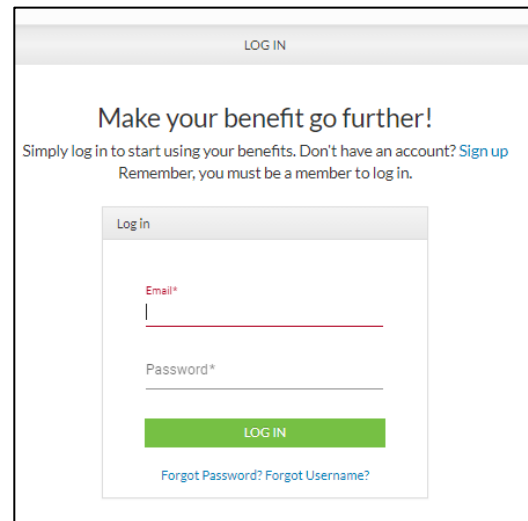 LOG IN
Make your benefit go further!
Simply log in to start using your benefits. Don't have an account? Sign up
Remember, you must be a member to log in.
Log in
Email*
Password*
LOG IN
Forgot Password? Forgot Username?